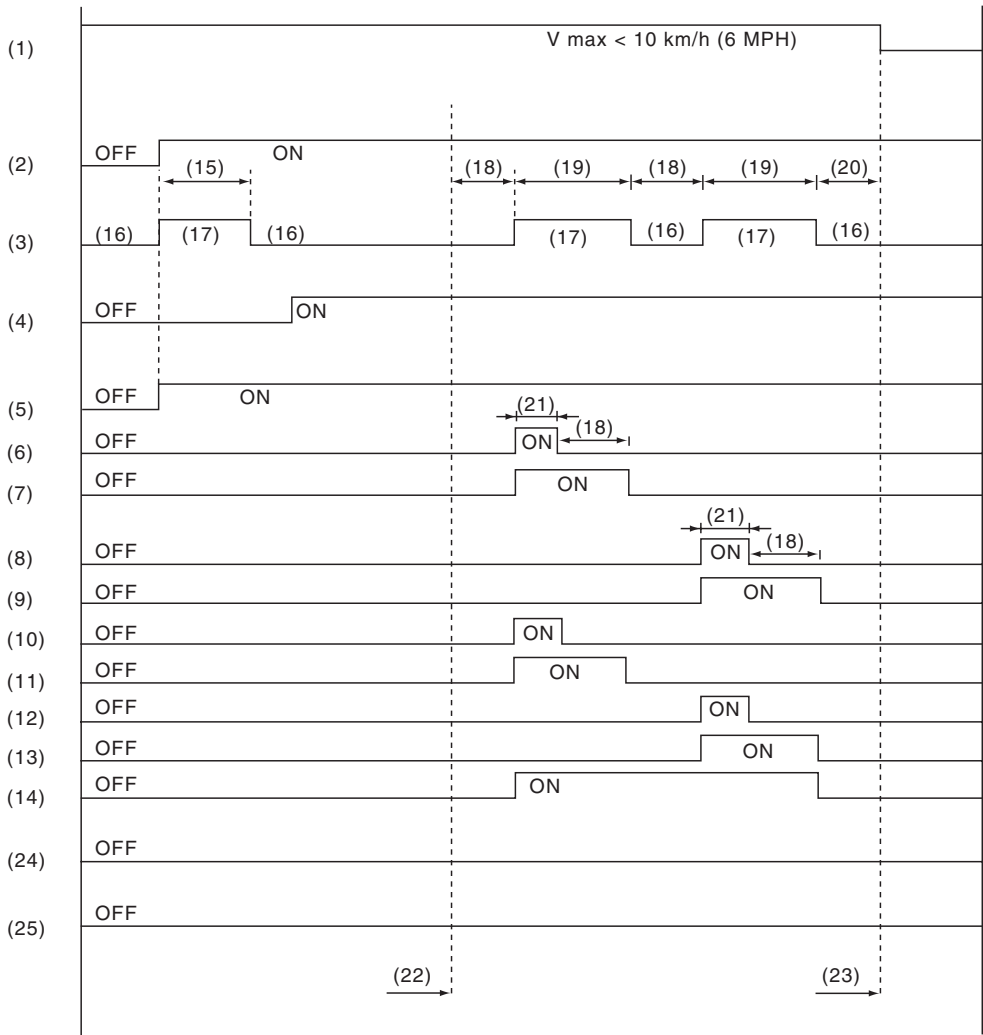 (1) V max < 10 km/h (6 MPH)
(2) OFF ON
(15) (18) (19) (18) (19) (20)
(3) (16) (17) (16) (17) (16) (17) (16)
(4) OFF ON
(5) OFF ON
(21)
(6) OFF ON (18)
(7) OFF ON
(21)
(8) OFF ON (18)
(9) OFF ON
(10) OFF ON
(11) OFF ON
(12) OFF ON
(13) OFF ON
(14) OFF ON
(24) OFF
(25) OFF
(22) (23)